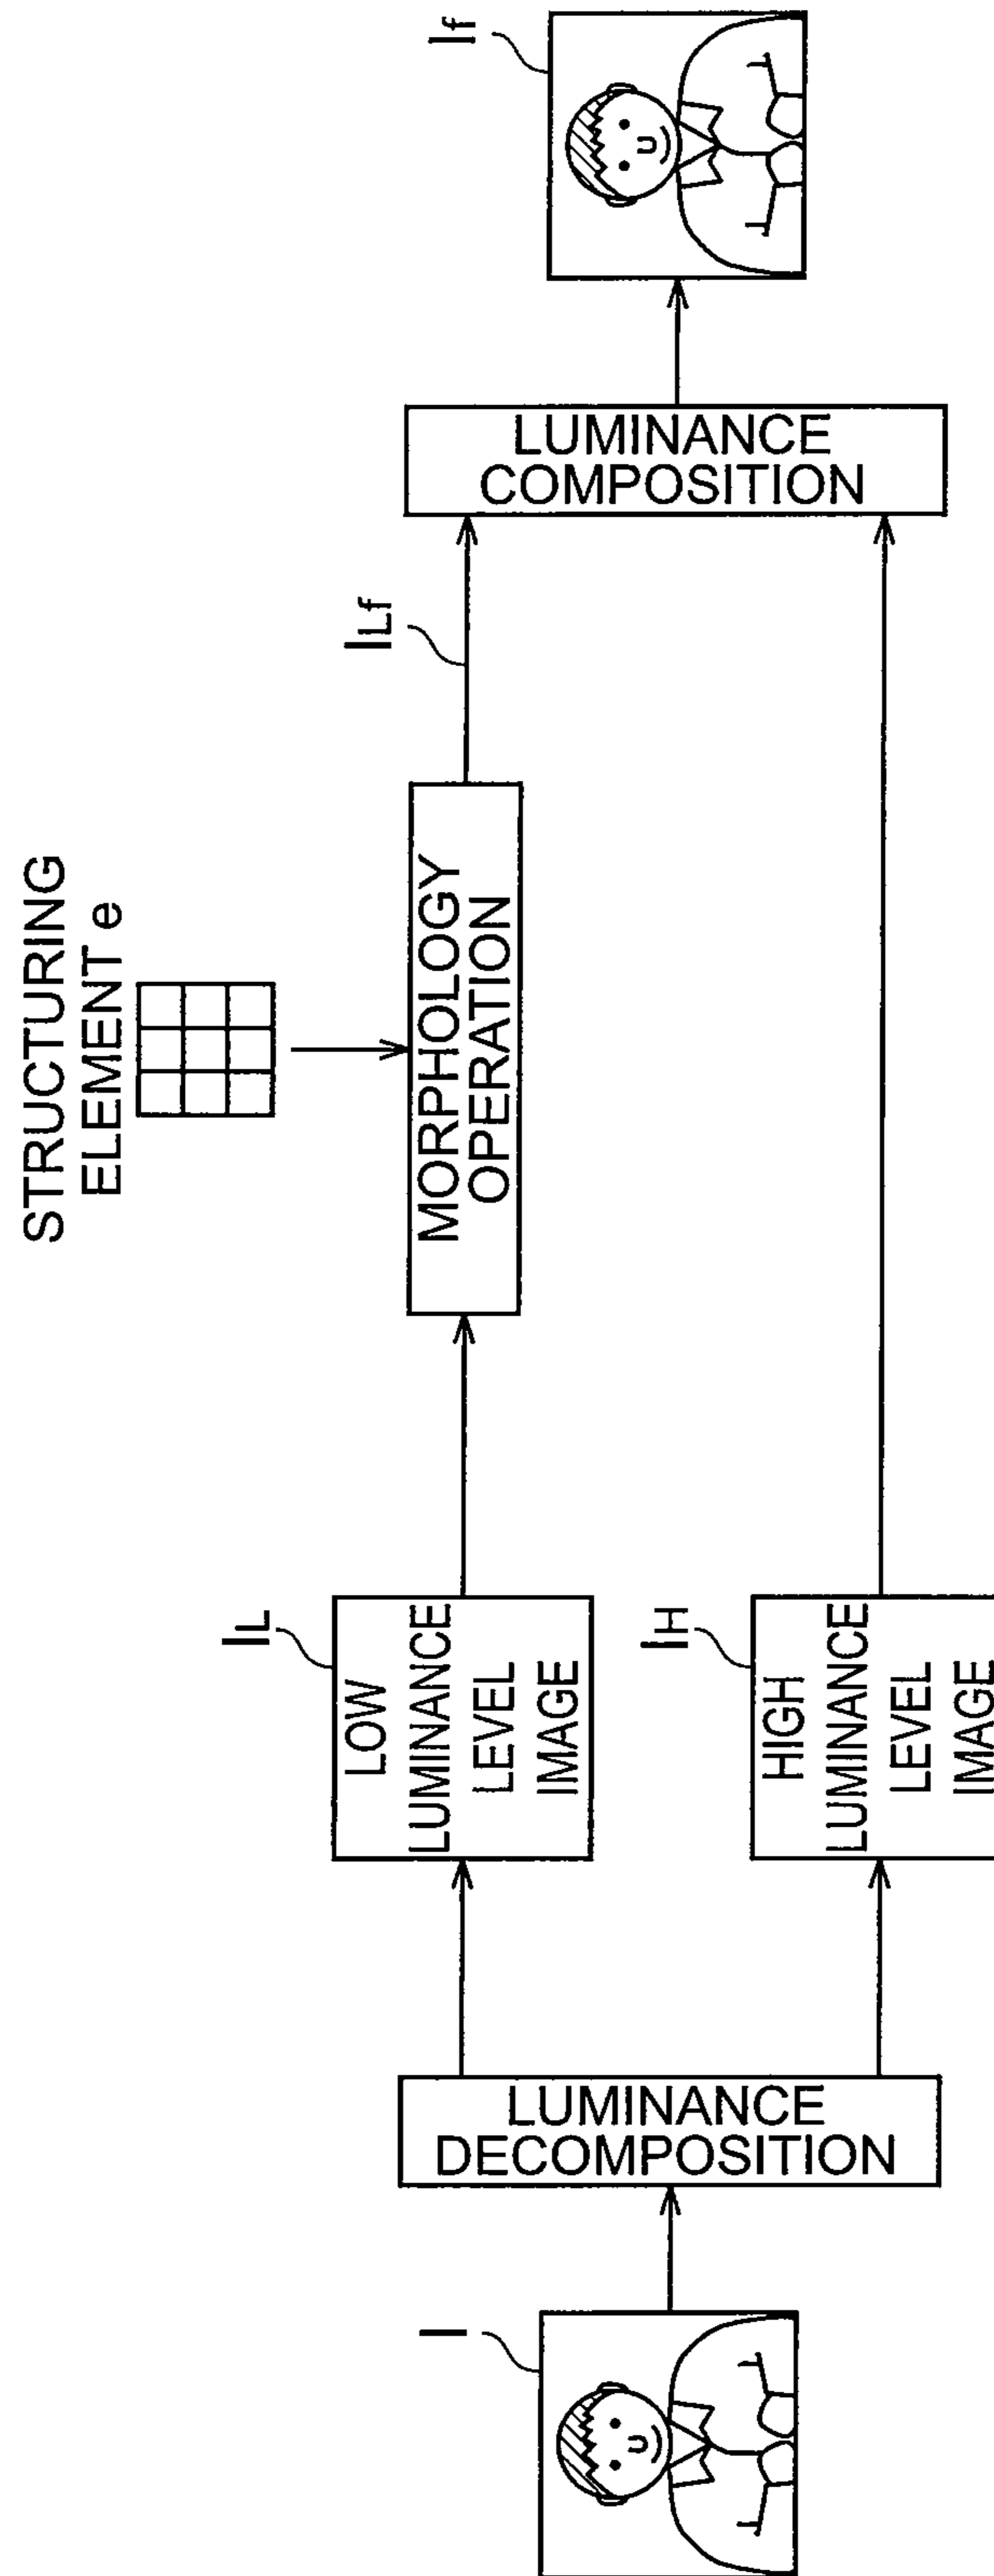 STRUCTURING
ELEMENT e
I
LUMINANCE
DECOMPOSITION
IL
LOW
LUMINANCE
LEVEL
IMAGE
IH
HIGH
LUMINANCE
LEVEL
IMAGE
MORPHOLOGY
OPERATION
ILf
LUMINANCE
COMPOSITION
If